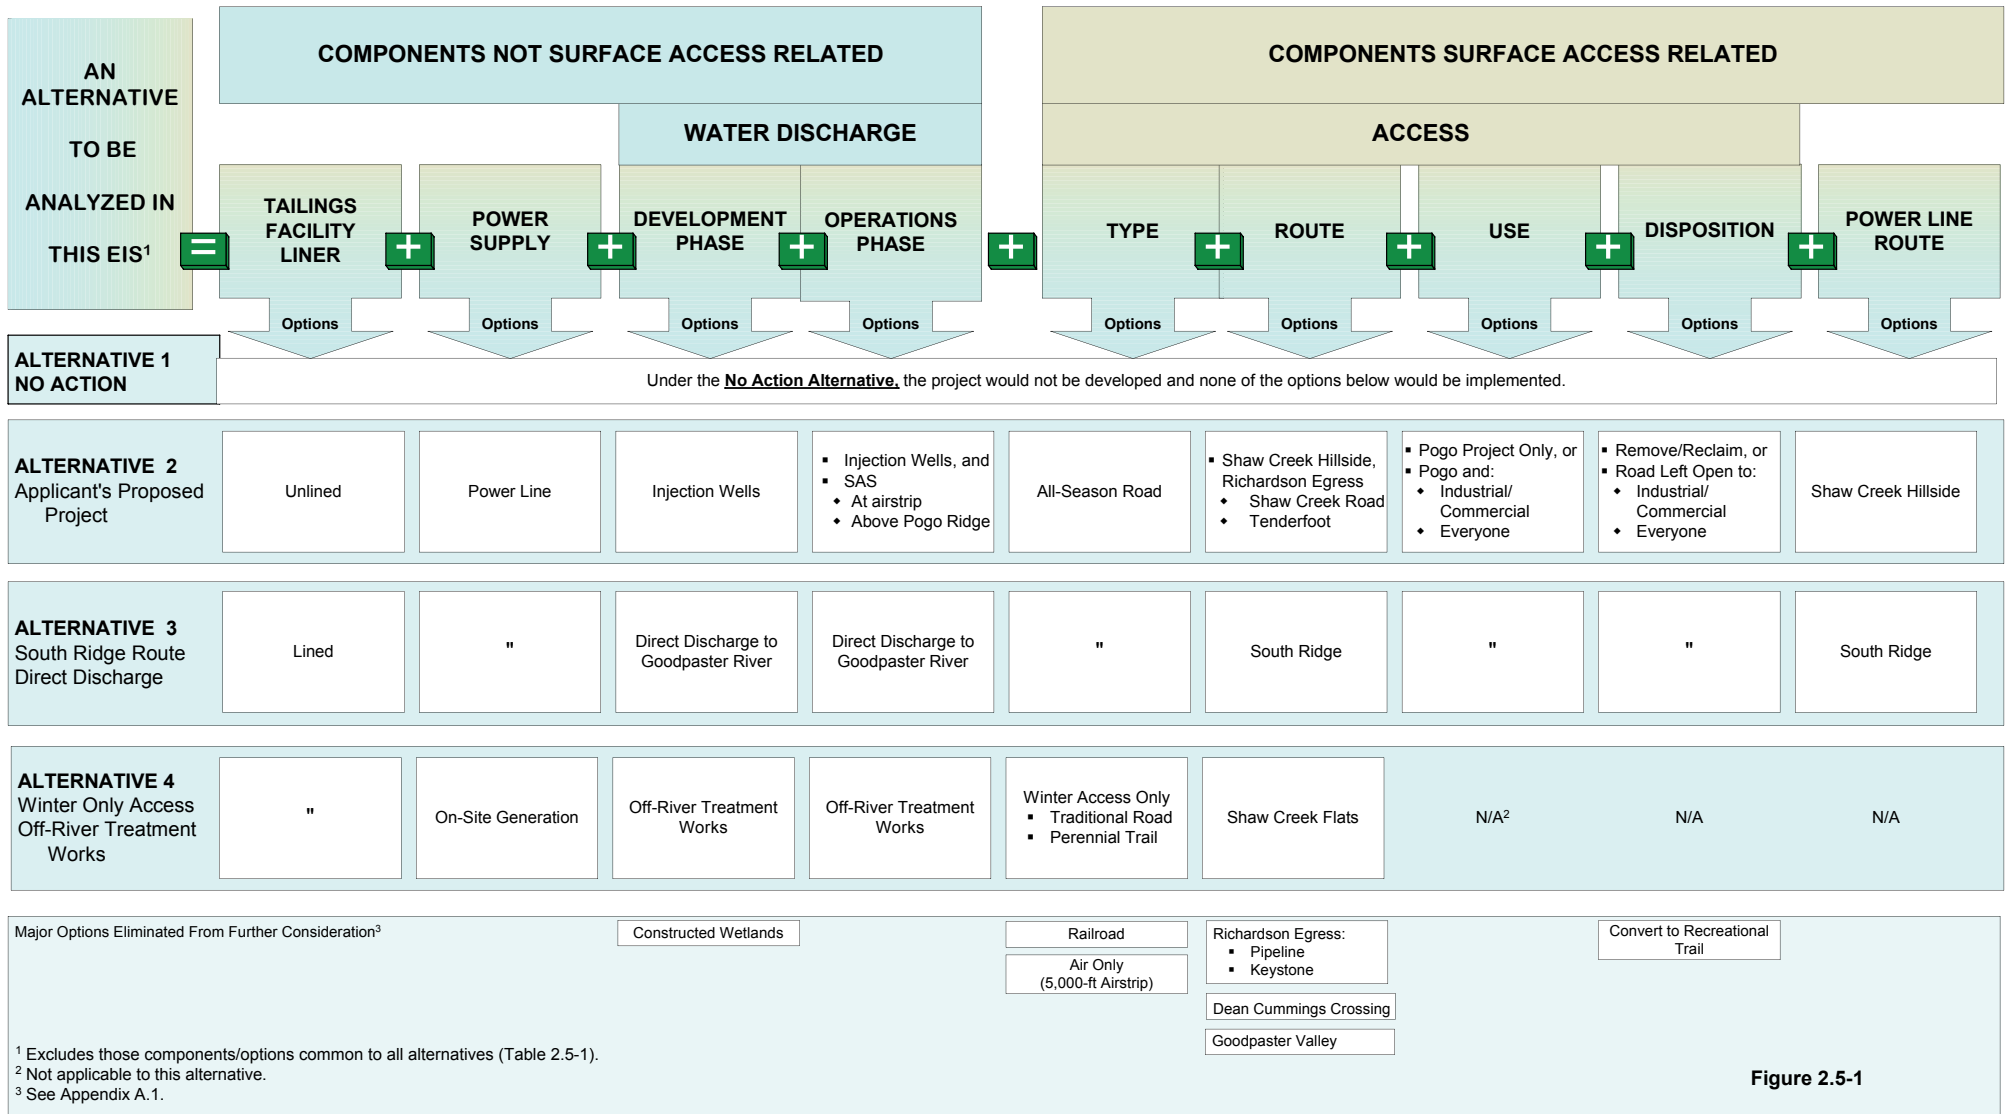 AN
ALTERNATIVE
TO BE
ANALYZED IN
THIS EIS¹
COMPONENTS NOT SURFACE ACCESS RELATED
COMPONENTS SURFACE ACCESS RELATED
WATER DISCHARGE
ACCESS
=
TAILINGS
FACILITY
LINER
+
POWER
SUPPLY
+
DEVELOPMENT
PHASE
+
OPERATIONS
PHASE
+
TYPE
+
ROUTE
+
USE
+
DISPOSITION
+
POWER LINE
ROUTE
Options
Options
Options
Options
Options
Options
Options
Options
Options
ALTERNATIVE 1
NO ACTION
Under the No Action Alternative, the project would not be developed and none of the options below would be implemented.
ALTERNATIVE 2
Applicant's Proposed
Project
Unlined
Power Line
Injection Wells
▪ Injection Wells, and
▪ SAS
◆ At airstrip
◆ Above Pogo Ridge
All-Season Road
▪ Shaw Creek Hillside,
Richardson Egress
◆ Shaw Creek Road
◆ Tenderfoot
▪ Pogo Project Only, or
▪ Pogo and:
◆ Industrial/
Commercial
◆ Everyone
▪ Remove/Reclaim, or
▪ Road Left Open to:
◆ Industrial/
Commercial
◆ Everyone
Shaw Creek Hillside
ALTERNATIVE 3
South Ridge Route
Direct Discharge
Lined
"
Direct Discharge to
Goodpaster River
Direct Discharge to
Goodpaster River
"
South Ridge
"
"
South Ridge
ALTERNATIVE 4
Winter Only Access
Off-River Treatment
Works
"
On-Site Generation
Off-River Treatment
Works
Off-River Treatment
Works
Winter Access Only
▪ Traditional Road
▪ Perennial Trail
Shaw Creek Flats
N/A²
N/A
N/A
Major Options Eliminated From Further Consideration³
Constructed Wetlands
Railroad
Air Only
(5,000-ft Airstrip)
Richardson Egress:
▪ Pipeline
▪ Keystone
Dean Cummings Crossing
Goodpaster Valley
Convert to Recreational
Trail
¹ Excludes those components/options common to all alternatives (Table 2.5-1).
² Not applicable to this alternative.
³ See Appendix A.1.
Figure 2.5-1